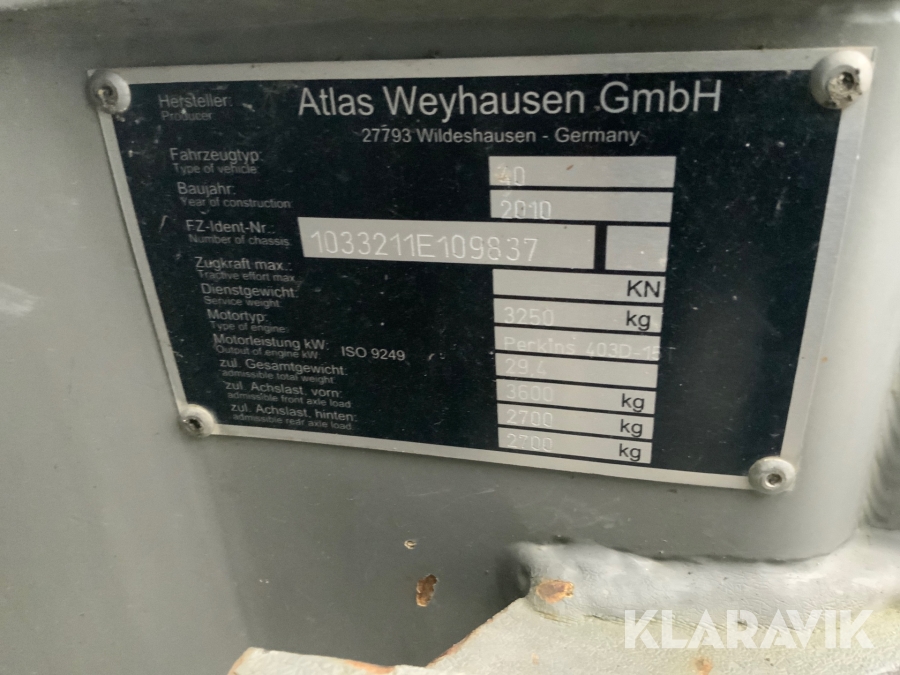 Hersteller: Atlas Weyhausen GmbH
Producer 27793 Wildeshausen - Germany
Fahrzeugtyp: 40
Type of vehicle:
Baujahr: 2010
Year of construction
FZ-Ident-Nr.: 1033211E109837
Number of chassis
Zugkraft max.: KN
Tractive effort max.
Dienstgewicht: 3250 kg
Service weight
Motortyp: Perkins 403D-15
Type of engine:
Motorleistung kW: ISO 9249 29,4
Output of engine kW
zul. Gesamtgewicht: 3600 kg
admissible total weight:
zul. Achslast. vorn: 2700 kg
admissible front axle load
zul. Achslast. hinten: 2700 kg
admissible rear axle load
KLARAVIK